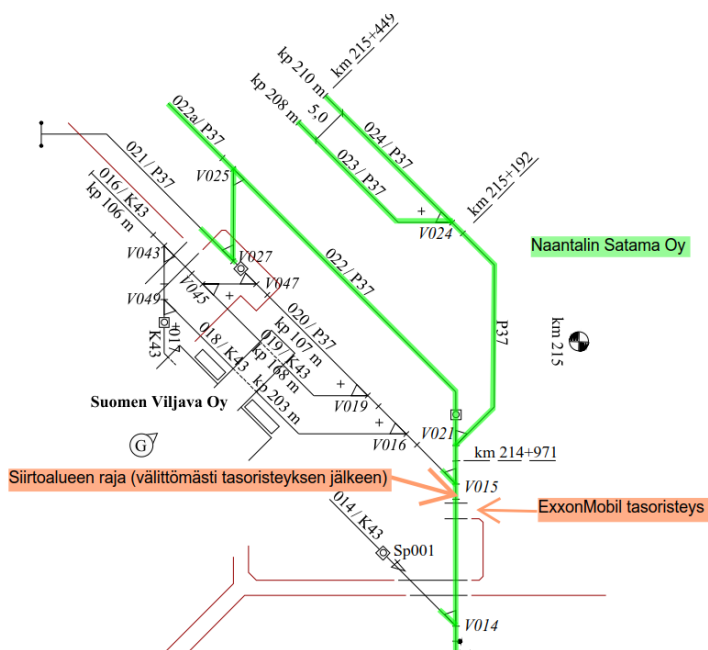 km 215+449
kp 210 m
5,0
kp 208 m
024/ P37
023/ P37
km 215+192
V024
022a/ P37
021/ P37
016/ K43
kp 106 m
V025
V027
V043
V047
V045
V049
+017
K43
020/ P37
kp 107 m
019/ K43
kp 168 m
018/ K43
kp 203 m
022/ P37
P37
Naantalin Satama Oy
km 215
Suomen Viljava Oy
G
V019
V016
V021
km 214+971
Siirtoalueen raja (välittömästi tasoristeyksen jälkeen)
V015
ExxonMobil tasoristeys
014/ K43
Sp001
V014